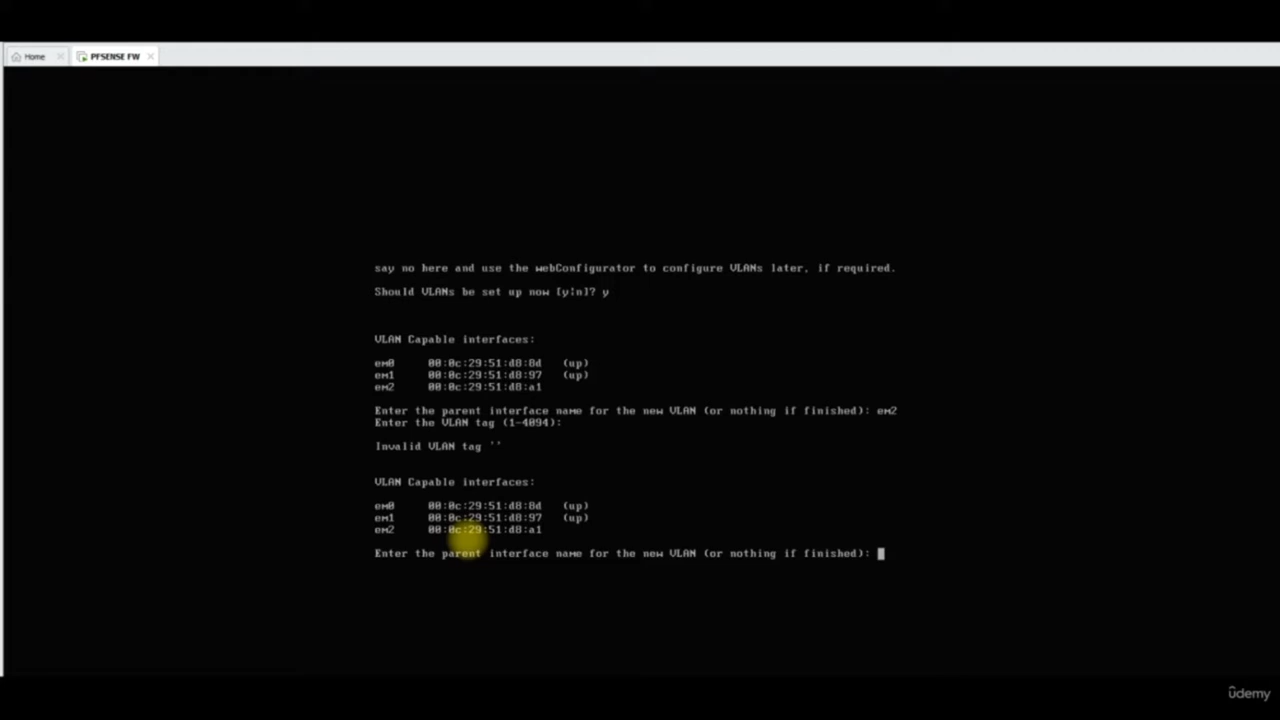 Home
PFSENSE FW
say no here and use the webConfigurator to configure VLANs later, if required.
Should VLANs be set up now [y|n]? y
VLAN Capable interfaces:
em0 00:0c:29:51:d8:8d (up)
em1 00:0c:29:51:d8:97 (up)
em2 00:0c:29:51:d8:a1
Enter the parent interface name for the new VLAN (or nothing if finished): em2
Enter the VLAN tag (1-4094):
Invalid VLAN tag ''
VLAN Capable interfaces:
em0 00:0c:29:51:d8:8d (up)
em1 00:0c:29:51:d8:97 (up)
em2 00:0c:29:51:d8:a1
Enter the parent interface name for the new VLAN (or nothing if finished):
ûdemy